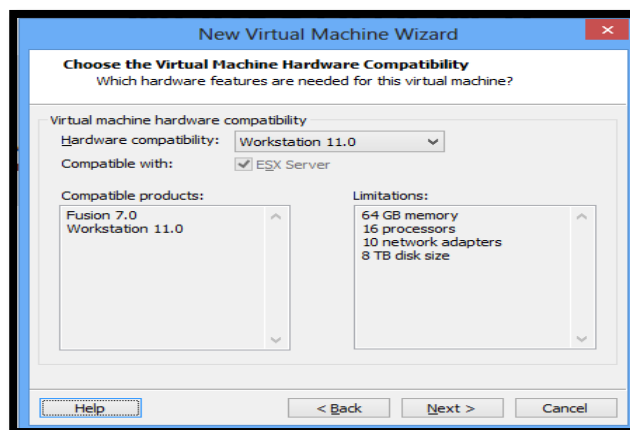 New Virtual Machine Wizard
Choose the Virtual Machine Hardware Compatibility
Which hardware features are needed for this virtual machine?
Virtual machine hardware compatibility
Hardware compatibility: Workstation 11.0
Compatible with: ESX Server
Compatible products: Limitations:
Fusion 7.0 64 GB memory
Workstation 11.0 16 processors
10 network adapters
8 TB disk size
Help < Back Next > Cancel